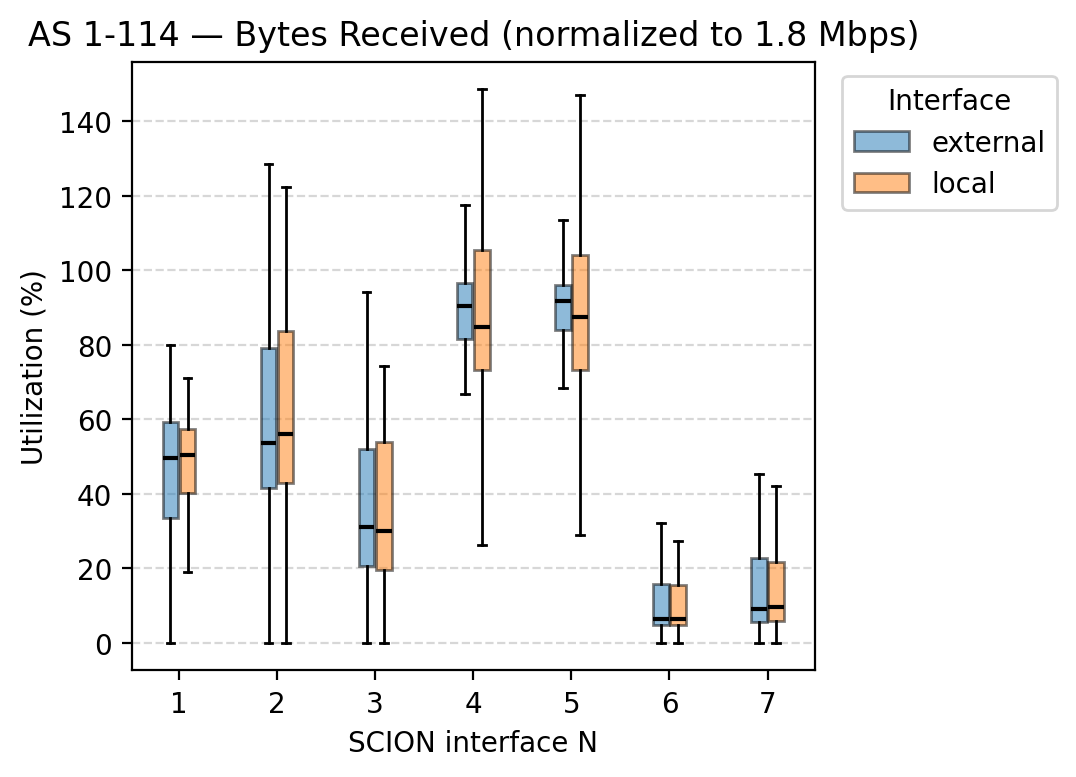 AS 1-114 — Bytes Received (normalized to 1.8 Mbps)
Interface
external
local
Utilization (%)
140
120
100
80
60
40
20
0
1 2 3 4 5 6 7
SCION interface N